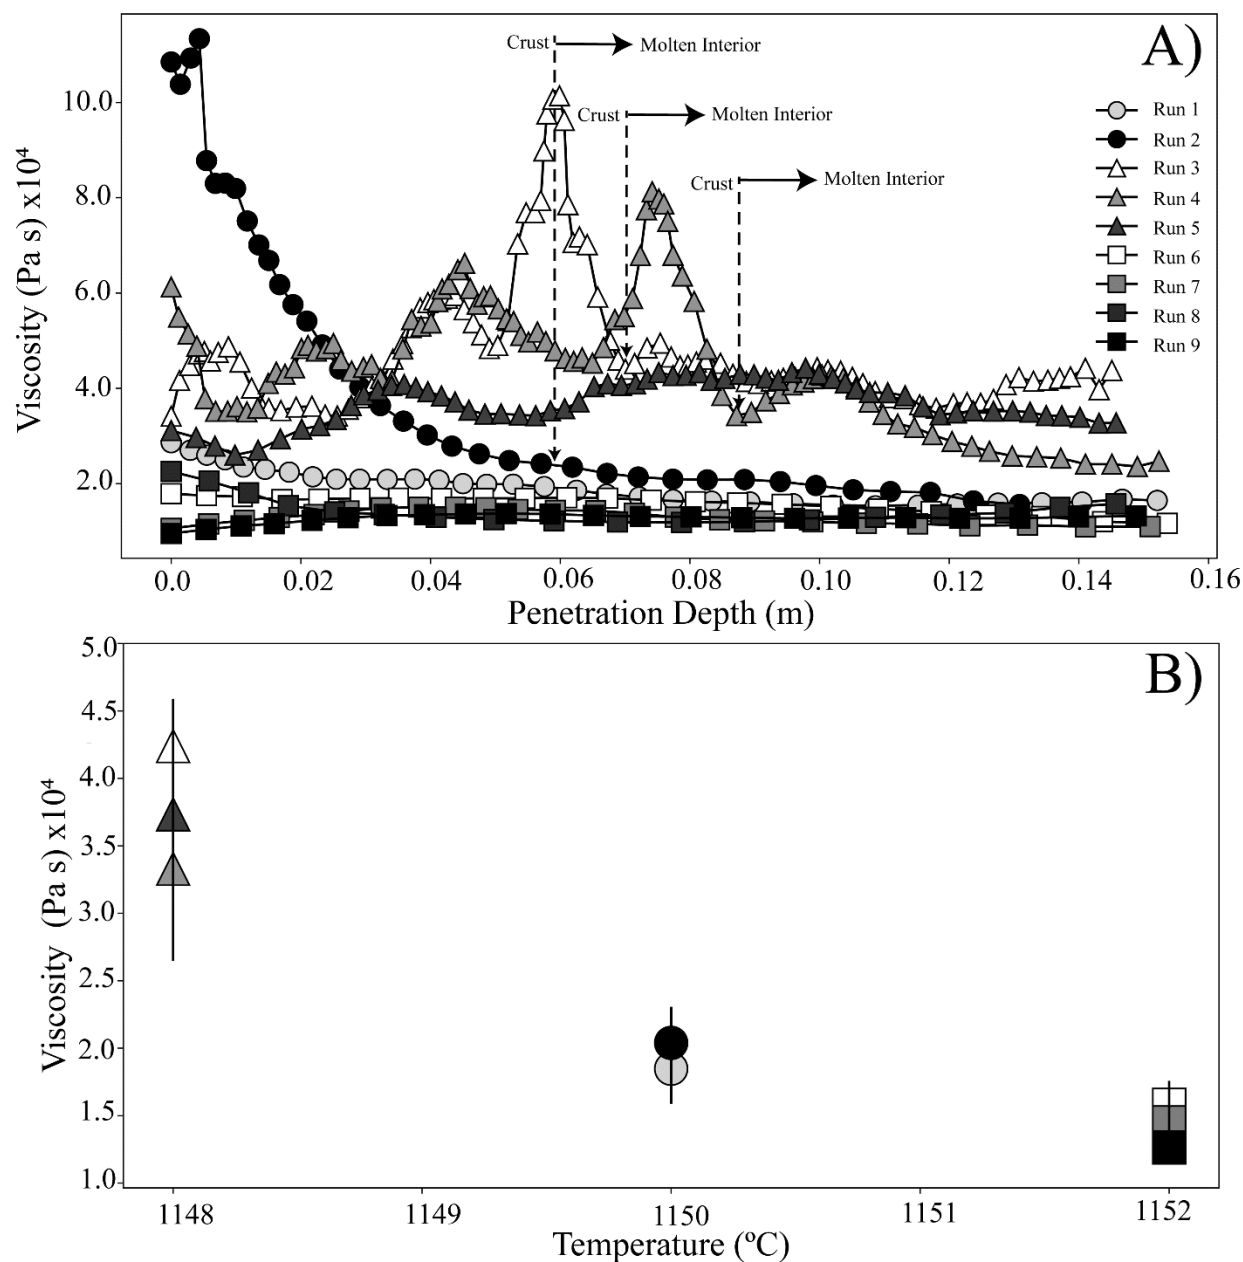 A)
Crust
Molten Interior
Crust
Molten Interior
Crust
Molten Interior
Run 1
Run 2
Run 3
Run 4
Run 5
Run 6
Run 7
Run 8
Run 9
Viscosity (Pa s) x10⁴
10.0
8.0
6.0
4.0
2.0
0.0 0.02 0.04 0.06 0.08 0.10 0.12 0.14 0.16
Penetration Depth (m)
B)
Viscosity (Pa s) x10⁴
5.0
4.5
4.0
3.5
3.0
2.5
2.0
1.5
1.0
1148 1149 1150 1151 1152
Temperature (ºC)